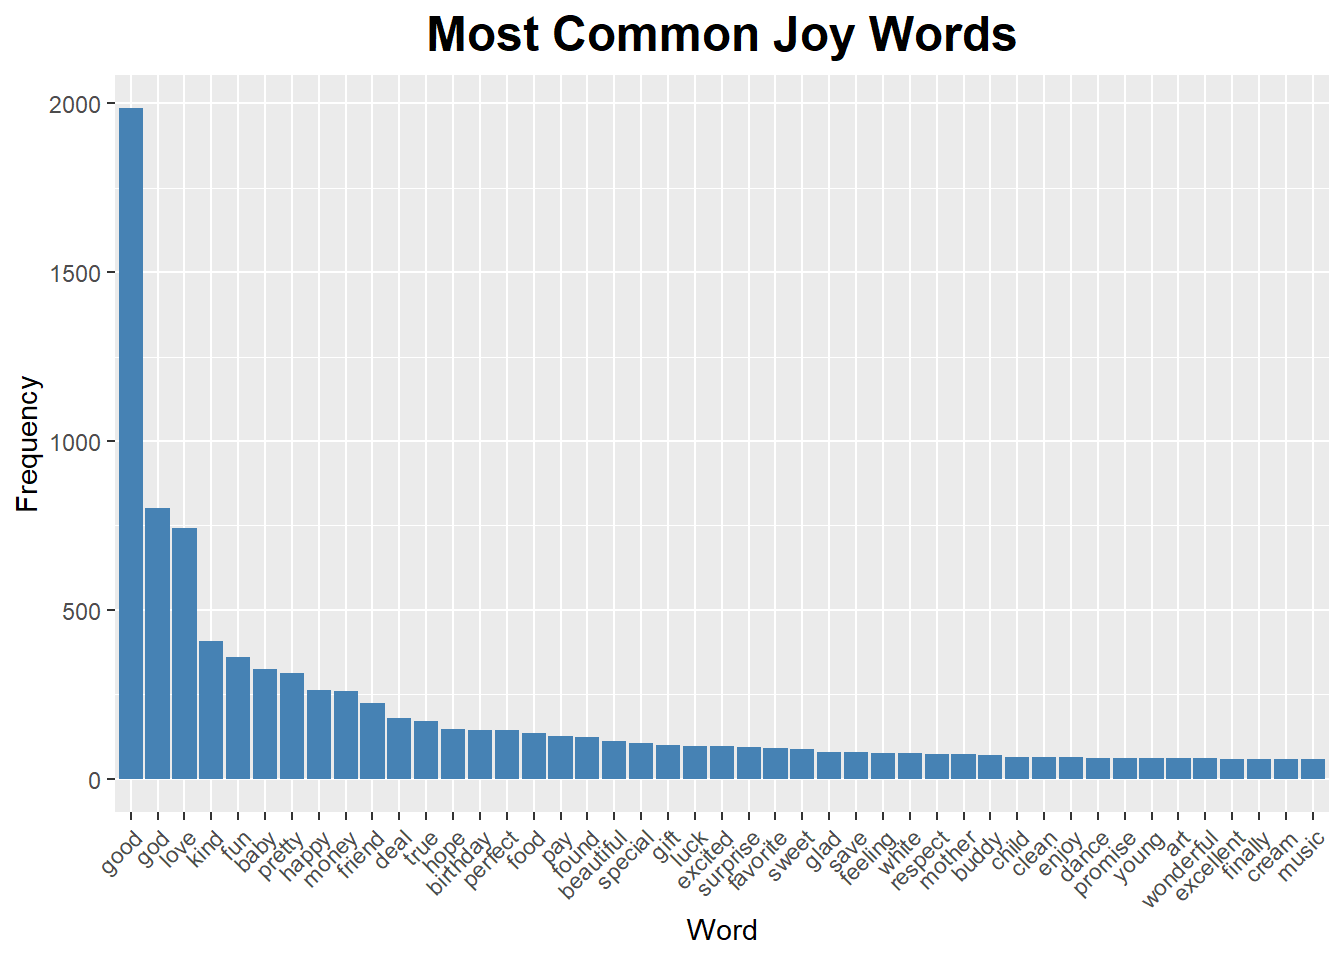 Most Common Joy Words
Frequency
2000
1500
1000
500
0
good
god
love
kind
fun
baby
pretty
happy
money
friend
deal
true
hope
birthday
perfect
food
pay
found
beautiful
special
gift
luck
excited
surprise
favorite
sweet
glad
save
feeling
white
respect
mother
buddy
child
clean
enjoy
dance
promise
young
art
wonderful
excellent
finally
cream
music
Word